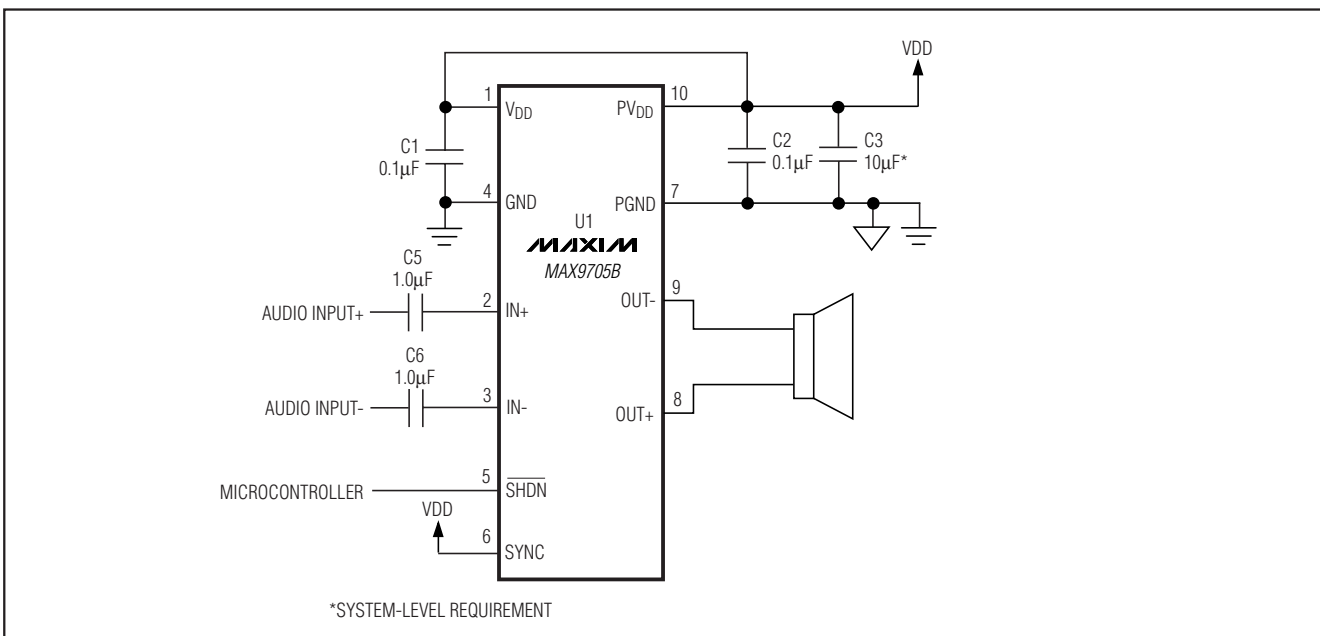 VDD
1
VDD
10
PVDD
C1
0.1µF
C2
0.1µF
C3
10µF*
4
GND
7
PGND
U1
MAXIM
MAX9705B
C5
1.0µF
AUDIO INPUT+
2
IN+
9
OUT-
C6
1.0µF
AUDIO INPUT-
3
IN-
8
OUT+
MICROCONTROLLER
5
SHDN
VDD
6
SYNC
*SYSTEM-LEVEL REQUIREMENT